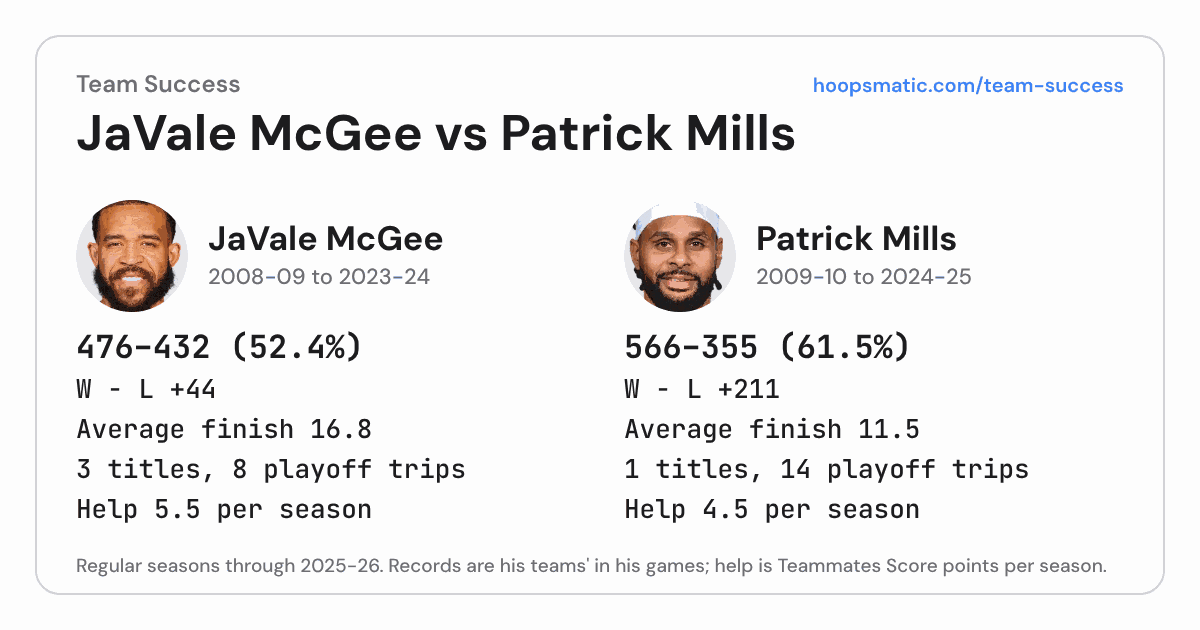 Team Success
hoopsmatic.com/team-success
JaVale McGee vs Patrick Mills
JaVale McGee
2008-09 to 2023-24
476-432 (52.4%)
W - L +44
Average finish 16.8
3 titles, 8 playoff trips
Help 5.5 per season
Patrick Mills
2009-10 to 2024-25
566-355 (61.5%)
W - L +211
Average finish 11.5
1 titles, 14 playoff trips
Help 4.5 per season
Regular seasons through 2025-26. Records are his teams' in his games; help is Teammates Score points per season.